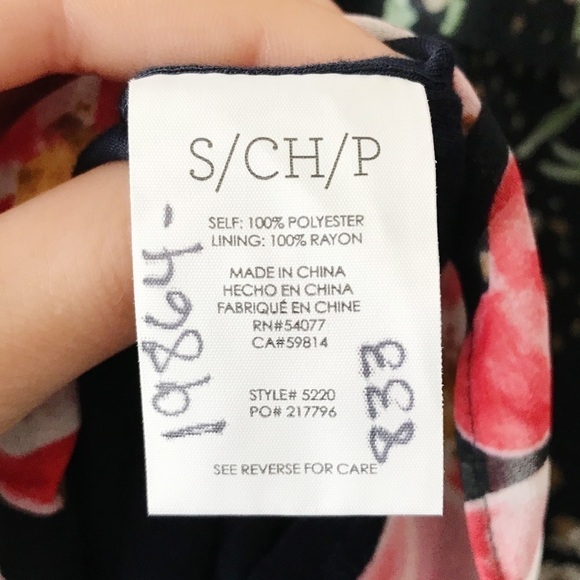 S/CH/P
SELF: 100% POLYESTER
LINING: 100% RAYON
MADE IN CHINA
HECHO EN CHINA
FABRIQUÉ EN CHINE
RN#54077
CA#59814
STYLE# 5220
PO# 217796
SEE REVERSE FOR CARE
19864-
833